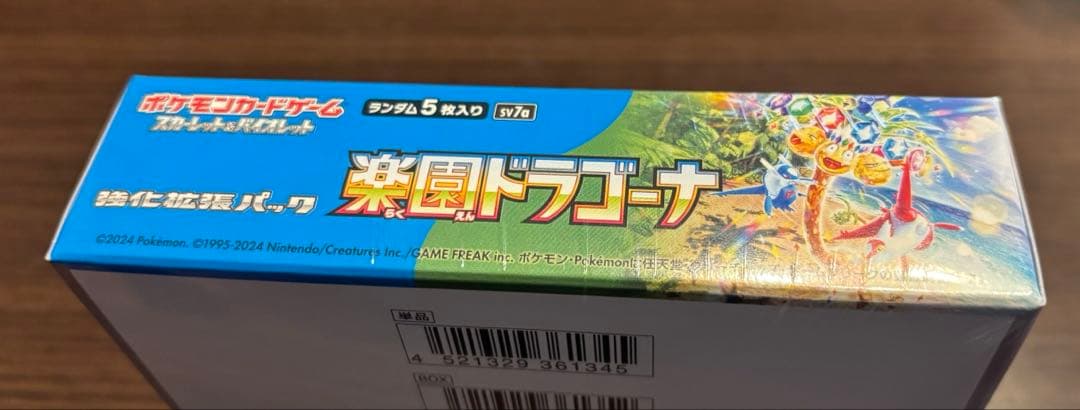 ポケモンカードゲーム
スカーレット&バイオレット
ランダム5枚入り sv7a
強化拡張パック 楽園ドラゴーナ
らく えん
©2024 Pokémon. ©1995-2024 Nintendo/Creatures Inc./GAME FREAK inc. ポケモン・Pokémonは任天堂
単品
4 521329 361345
BOX